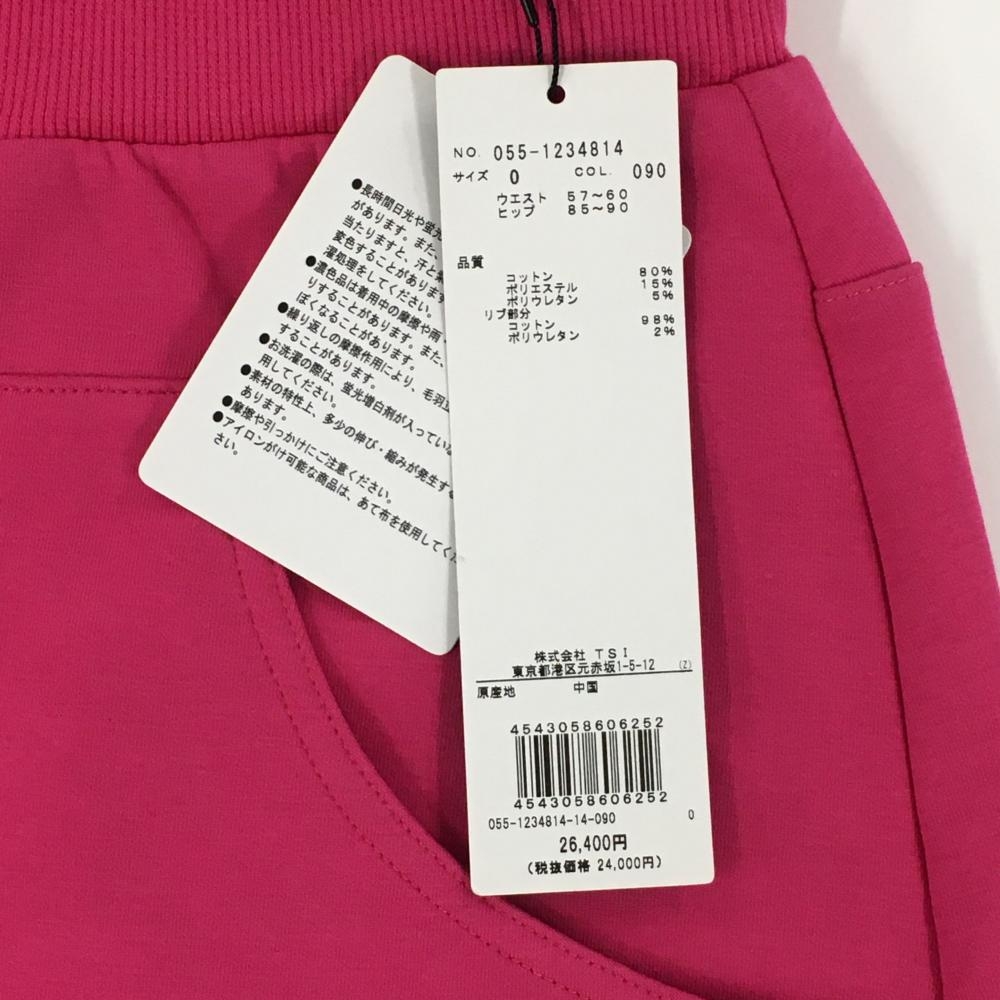 NO. 055-1234814
サイズ 0 COL. 090
ウエスト 57~60
ヒップ 85~90
品質
コットン 80%
ポリエステル 15%
ポリウレタン 5%
リブ部分
コットン 98%
ポリウレタン 2%
株式会社 TSI
東京都港区元赤坂1-5-12 (Z)
原産地 中国
4543058606252
4543058606252
055-1234814-14-090 0
26,400円
(税抜価格 24,000円)
●長時間日光や蛍光
があります。また、
当たりますと、汗と
変色することがあります
濯処理をしてください。
●濃色品は着用中の摩擦や雨
りすることがあります。また、
ぽくなることがあります。
●繰り返しの摩擦作用により、毛羽
することがあります。
●お洗濯の際は、蛍光増白剤が入ってい
用してください。
●素材の特性上、多少の伸び・縮みが発生する
あります。
●摩擦や引っかけにご注意ください。
●アイロンがけ可能な商品は、あて布を使用してくだ
さい。